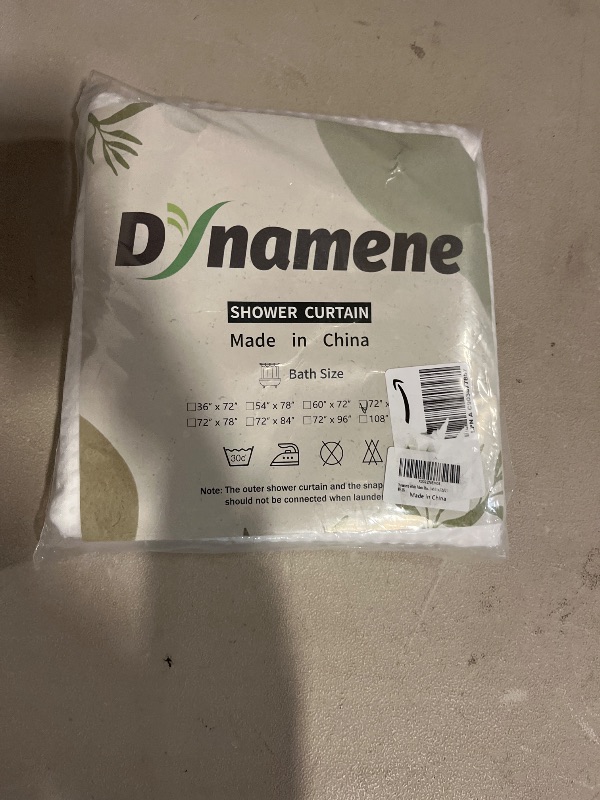 Dynamene
SHOWER CURTAIN
Made in China
Bath Size
36" x 72" 54" x 78" 60" x 72" 72" x
72" x 78" 72" x 84" 72" x 96" 108"
30c
Note: The outer shower curtain and the snap
should not be connected when launder
Made in China